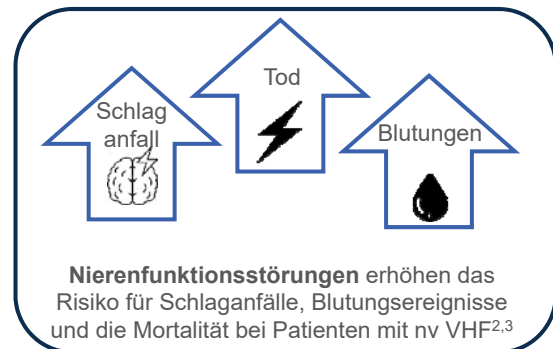 Schlag
anfall
Tod
Blutungen
Nierenfunktionsstörungen erhöhen das
Risiko für Schlaganfälle, Blutungsereignisse
und die Mortalität bei Patienten mit nv VHF2,3